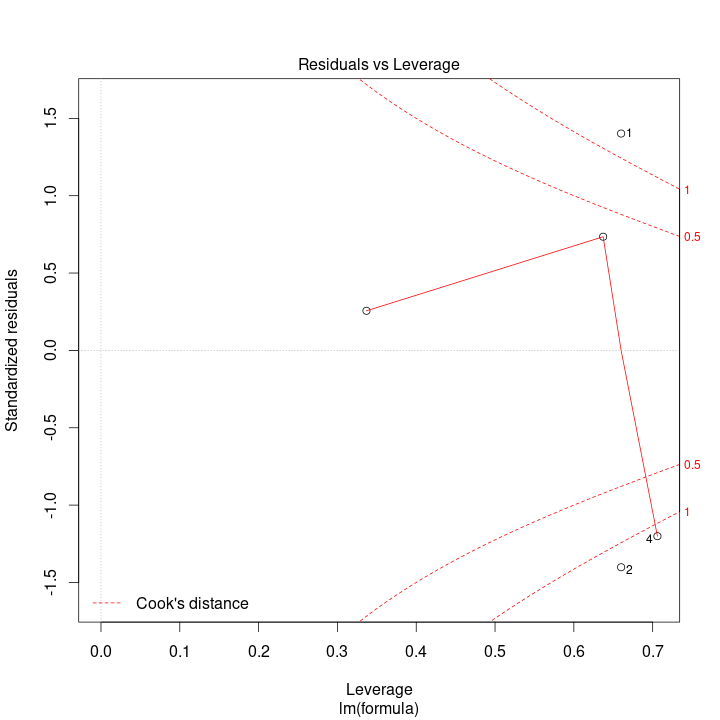 Residuals vs Leverage
Standardized residuals
1.5
1.0
0.5
0.0
-0.5
-1.0
-1.5
1
1
0.5
0.5
1
4
2
Cook's distance
0.0 0.1 0.2 0.3 0.4 0.5 0.6 0.7
Leverage
lm(formula)